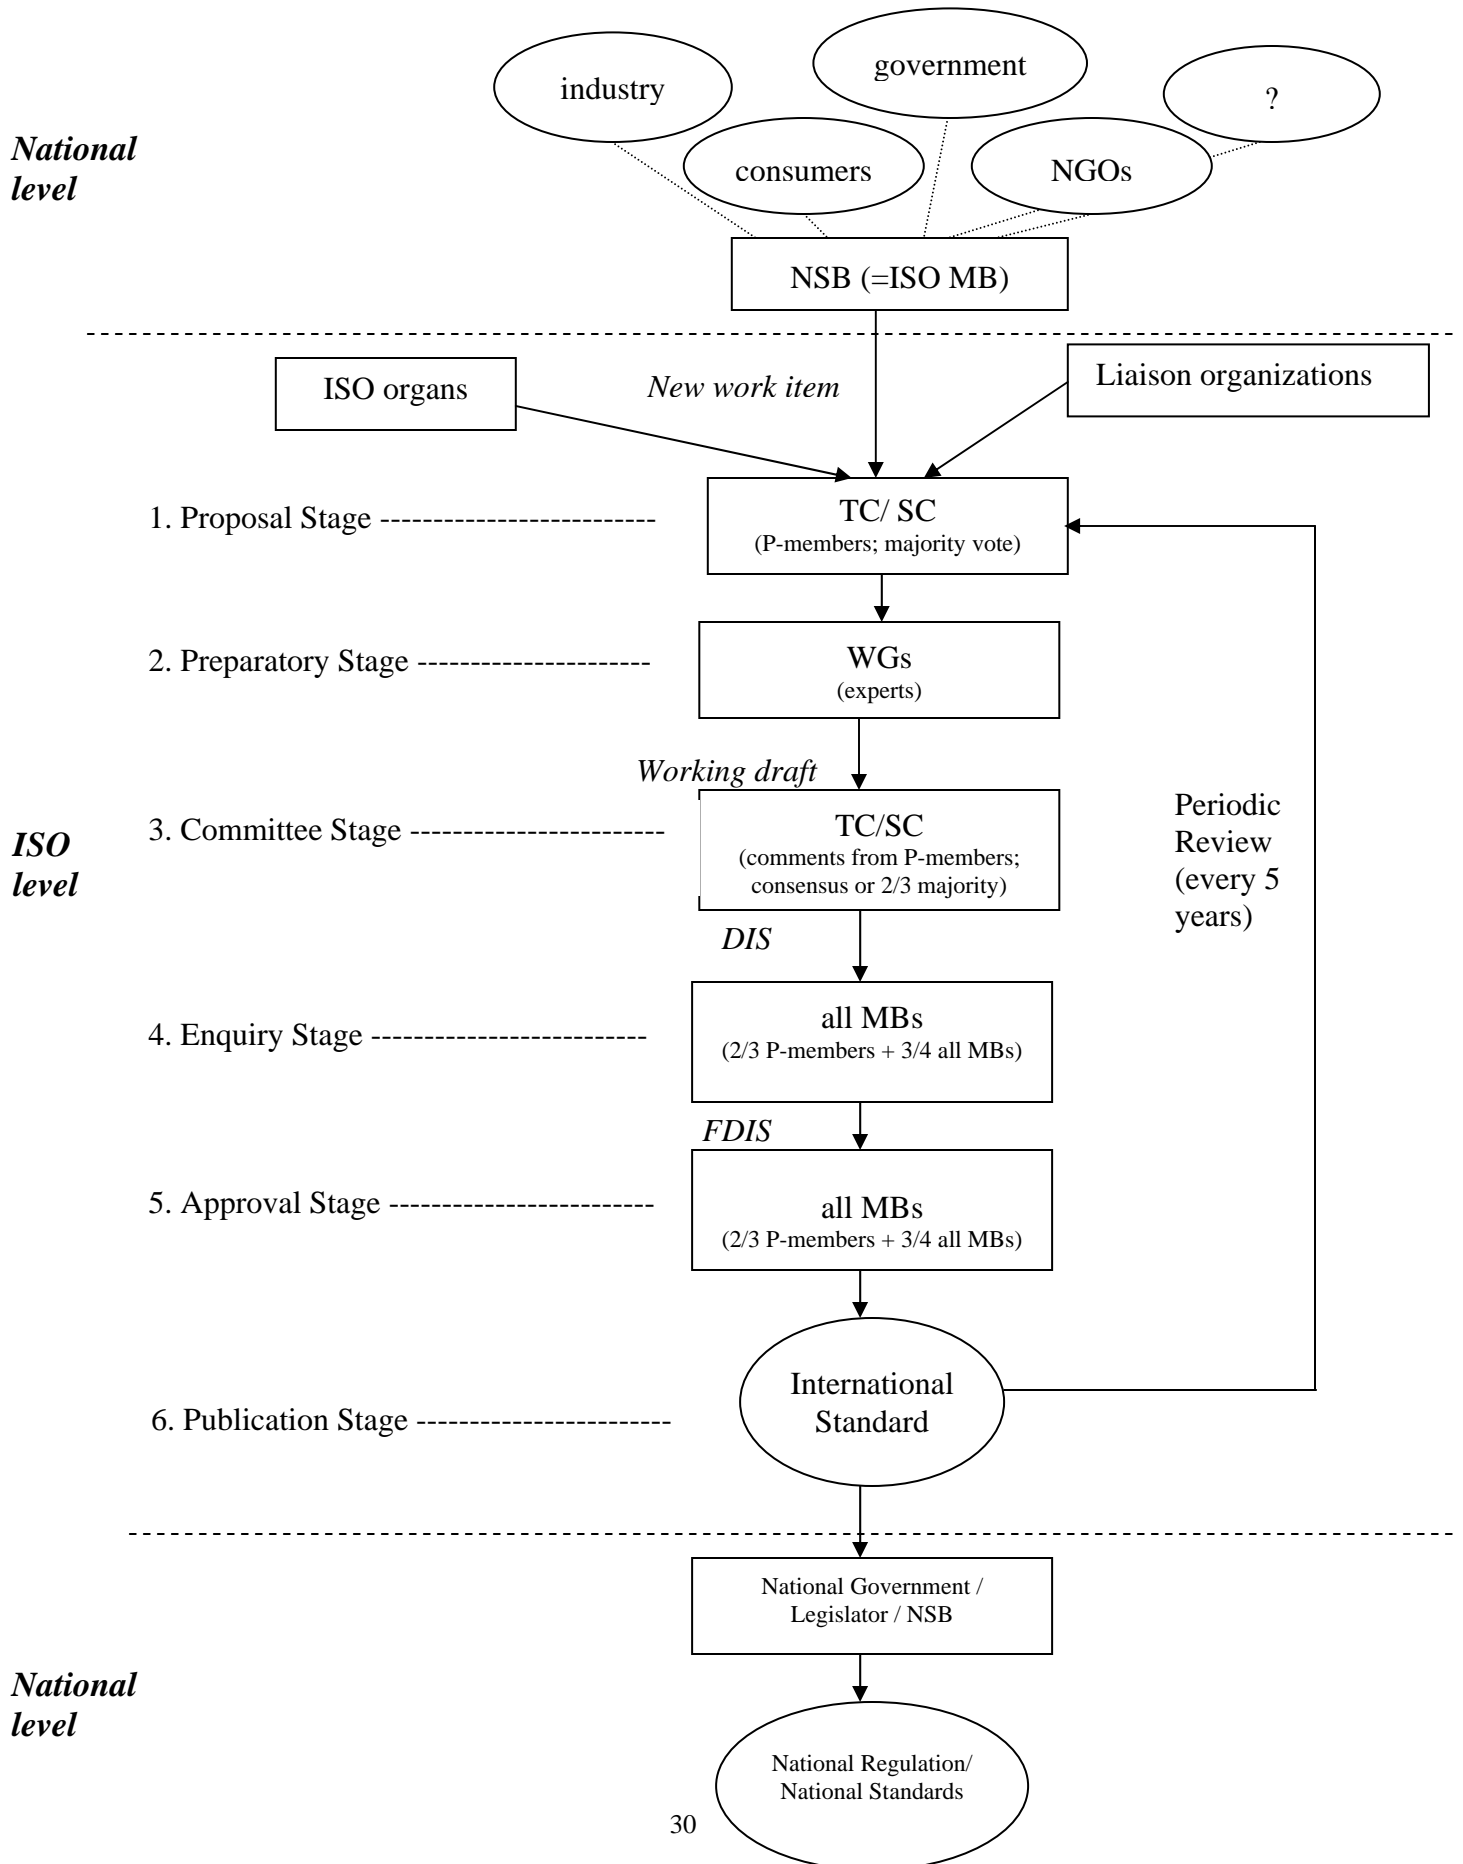 industry
government
?
consumers
NGOs
National
level
NSB (=ISO MB)
ISO organs
New work item
Liaison organizations
1. Proposal Stage --------------------------
TC/ SC
(P-members; majority vote)
2. Preparatory Stage ----------------------
WGs
(experts)
Working draft
3. Committee Stage ------------------------
TC/SC
(comments from P-members;
consensus or 2/3 majority)
Periodic
Review
(every 5
years)
ISO
level
DIS
4. Enquiry Stage --------------------------
all MBs
(2/3 P-members + 3/4 all MBs)
FDIS
5. Approval Stage -------------------------
all MBs
(2/3 P-members + 3/4 all MBs)
International
Standard
6. Publication Stage ------------------------
National Government /
Legislator / NSB
National
level
National Regulation/
National Standards
30